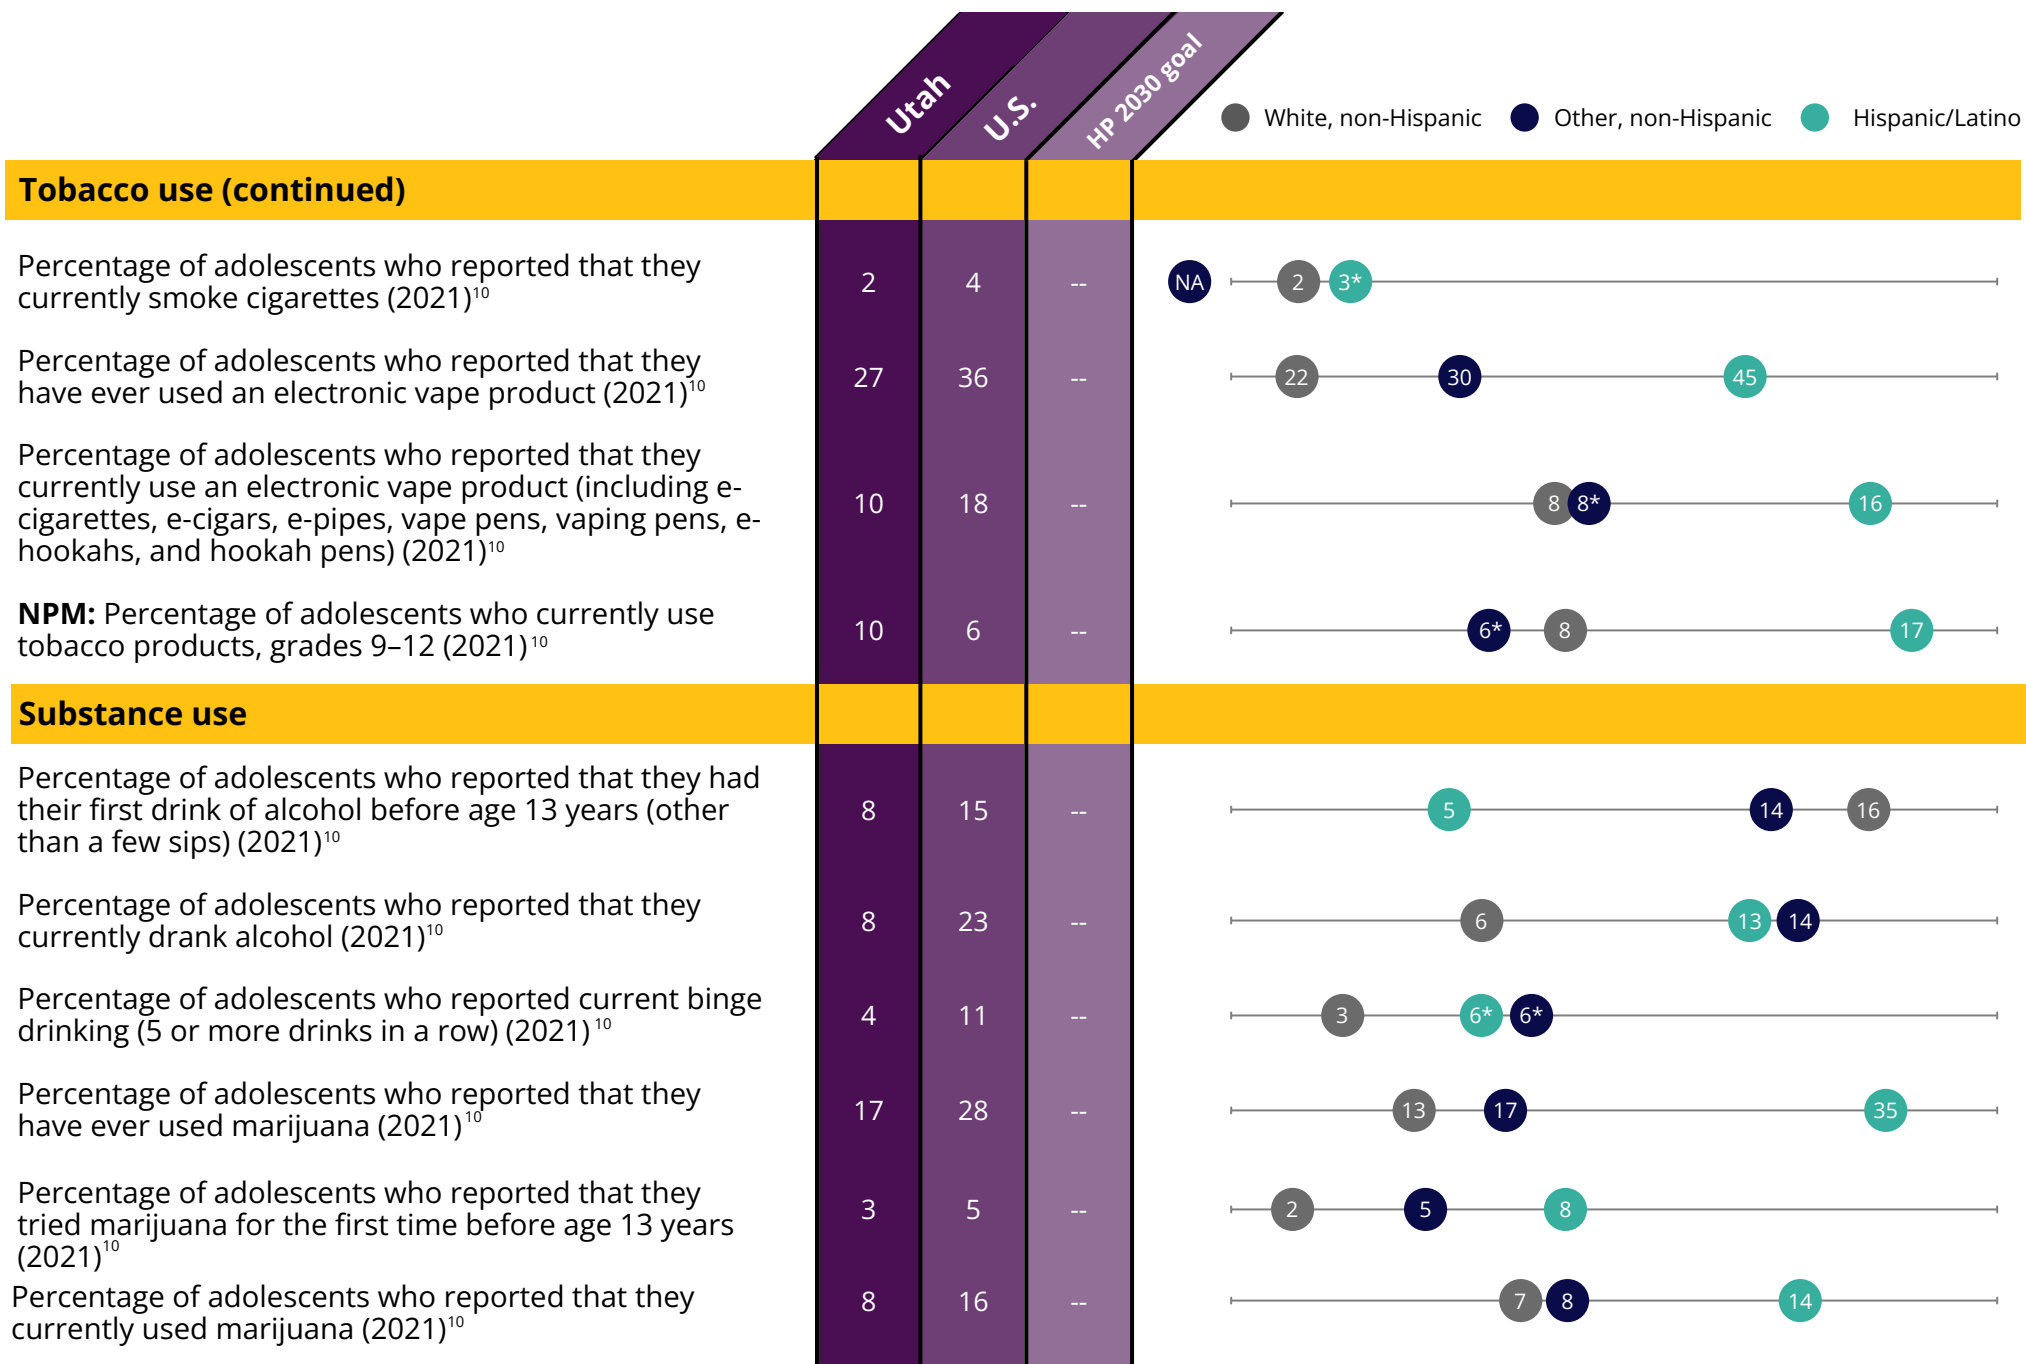 Utah
U.S.
HP 2030 goal
White, non-Hispanic
Other, non-Hispanic
Hispanic/Latino
Tobacco use (continued)
Percentage of adolescents who reported that they
currently smoke cigarettes (2021)10
2
4
--
NA
2
3*
Percentage of adolescents who reported that they
have ever used an electronic vape product (2021)10
27
36
--
22
30
45
Percentage of adolescents who reported that they
currently use an electronic vape product (including e-
cigarettes, e-cigars, e-pipes, vape pens, vaping pens, e-
hookahs, and hookah pens) (2021)10
10
18
--
8
8*
16
NPM: Percentage of adolescents who currently use
tobacco products, grades 9–12 (2021)10
10
6
--
6*
8
17
Substance use
Percentage of adolescents who reported that they had
their first drink of alcohol before age 13 years (other
than a few sips) (2021)10
8
15
--
5
14
16
Percentage of adolescents who reported that they
currently drank alcohol (2021)10
8
23
--
6
13
14
Percentage of adolescents who reported current binge
drinking (5 or more drinks in a row) (2021)10
4
11
--
3
6*
6*
Percentage of adolescents who reported that they
have ever used marijuana (2021)10
17
28
--
13
17
35
Percentage of adolescents who reported that they
tried marijuana for the first time before age 13 years
(2021)10
3
5
--
2
5
8
Percentage of adolescents who reported that they
currently used marijuana (2021)10
8
16
--
7
8
14